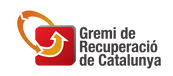 Gremi de
Recuperació
de Catalunya